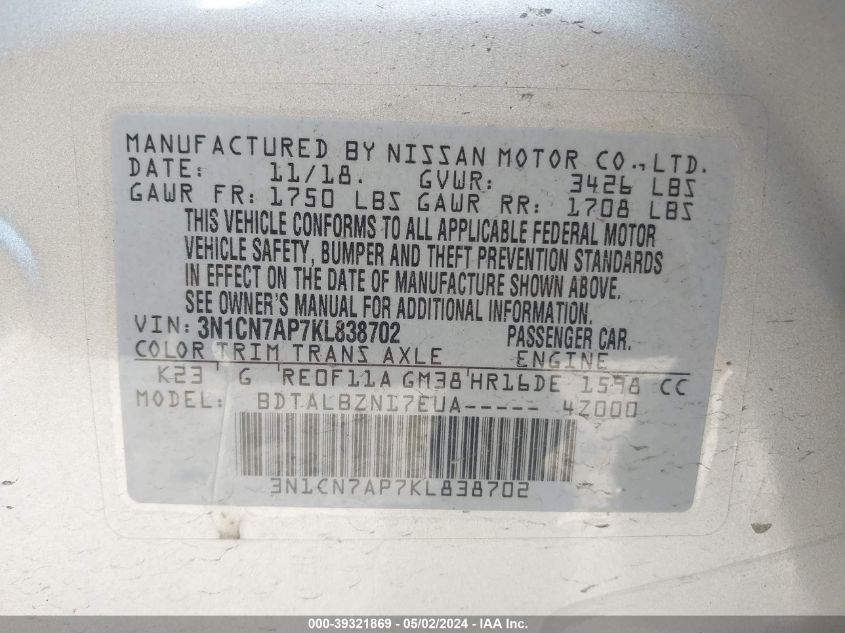 MANUFACTURED BY NISSAN MOTOR CO., LTD.
DATE: 11/18. GVWR: 3426 LBS
GAWR FR: 1750 LBS GAWR RR: 1708 LBS
THIS VEHICLE CONFORMS TO ALL APPLICABLE FEDERAL MOTOR
VEHICLE SAFETY, BUMPER AND THEFT PREVENTION STANDARDS
IN EFFECT ON THE DATE OF MANUFACTURE SHOWN ABOVE.
SEE OWNER'S MANUAL FOR ADDITIONAL INFORMATION.
VIN: 3N1CN7AP7KL838702 PASSENGER CAR.
COLOR TRIM TRANS AXLE ENGINE
K23 G RE0F11A GM38 HR16DE 1598 CC
MODEL: BDTALBZN17EUA----- 4Z000
3N1CN7AP7KL838702
000-39321869 - 05/02/2024 - IAA Inc.